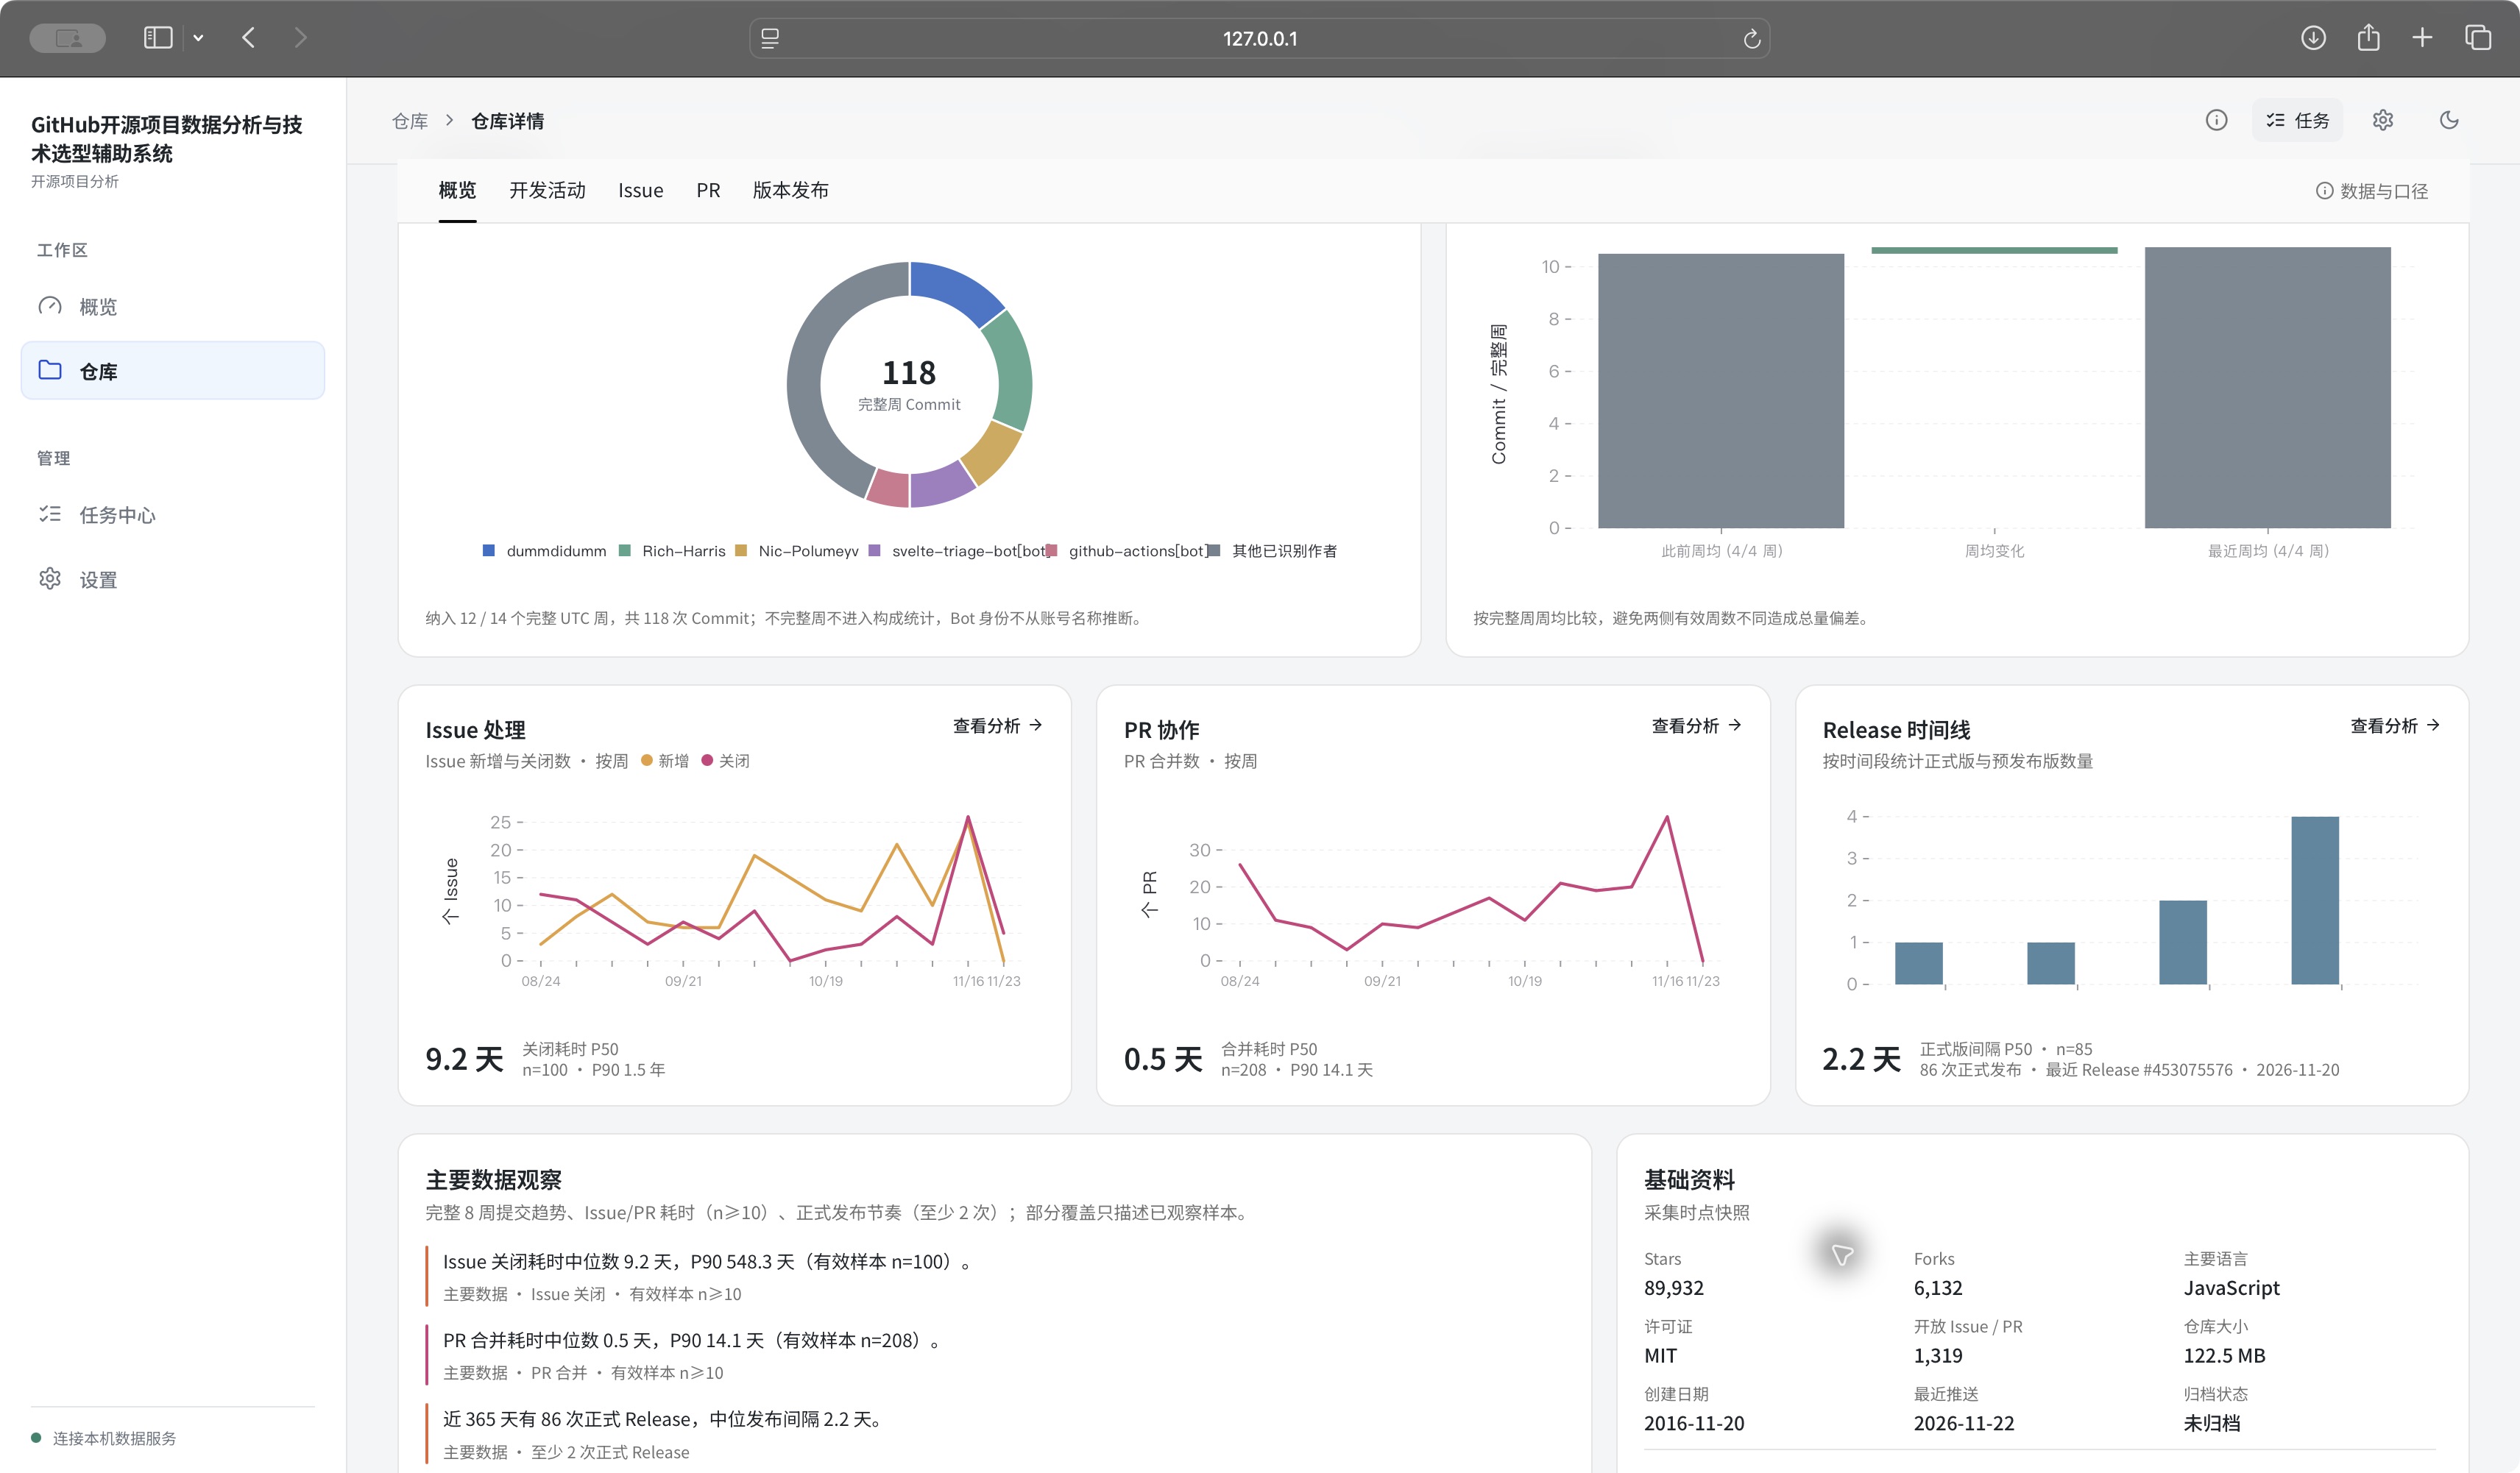 127.0.0.1
GitHub开源项目数据分析与技
术选型辅助系统
开源项目分析
工作区
概览
仓库
管理
任务中心
设置
连接本机数据服务
仓库 > 仓库详情
任务
概览 开发活动 Issue PR 版本发布
数据与口径
118
完整周 Commit
dummdidumm Rich-Harris Nic-Polumeyv svelte-triage-bot[bot] github-actions[bot] 其他已识别作者
纳入 12 / 14 个完整 UTC 周，共 118 次 Commit；不完整周不进入构成统计，Bot 身份不从账号名称推断。
Commit / 完整周
10
8
6
4
2
0
此前周均 (4/4 周) 周均变化 最近周均 (4/4 周)
按完整周周均比较，避免两侧有效周数不同造成总量偏差。
Issue 处理
查看分析 →
Issue 新增与关闭数 · 按周 新增 关闭
个 Issue
25
20
15
10
5
0
08/24 09/21 10/19 11/16 11/23
9.2 天
关闭耗时 P50
n=100 · P90 1.5 年
PR 协作
查看分析 →
PR 合并数 · 按周
个 PR
30
20
10
0
08/24 09/21 10/19 11/16 11/23
0.5 天
合并耗时 P50
n=208 · P90 14.1 天
Release 时间线
查看分析 →
按时间段统计正式版与预发布版数量
4
3
2
1
0
2.2 天
正式版间隔 P50 · n=85
86 次正式发布 · 最近 Release #453075576 · 2026-11-20
主要数据观察
完整 8 周提交趋势、Issue/PR 耗时（n≥10）、正式发布节奏（至少 2 次）；部分覆盖只描述已观察样本。
Issue 关闭耗时中位数 9.2 天，P90 548.3 天（有效样本 n=100）。
主要数据 · Issue 关闭 · 有效样本 n≥10
PR 合并耗时中位数 0.5 天，P90 14.1 天（有效样本 n=208）。
主要数据 · PR 合并 · 有效样本 n≥10
近 365 天有 86 次正式 Release，中位发布间隔 2.2 天。
主要数据 · 至少 2 次正式 Release
基础资料
采集时点快照
Stars Forks 主要语言
89,932 6,132 JavaScript
许可证 开放 Issue / PR 仓库大小
MIT 1,319 122.5 MB
创建日期 最近推送 归档状态
2016-11-20 2026-11-22 未归档